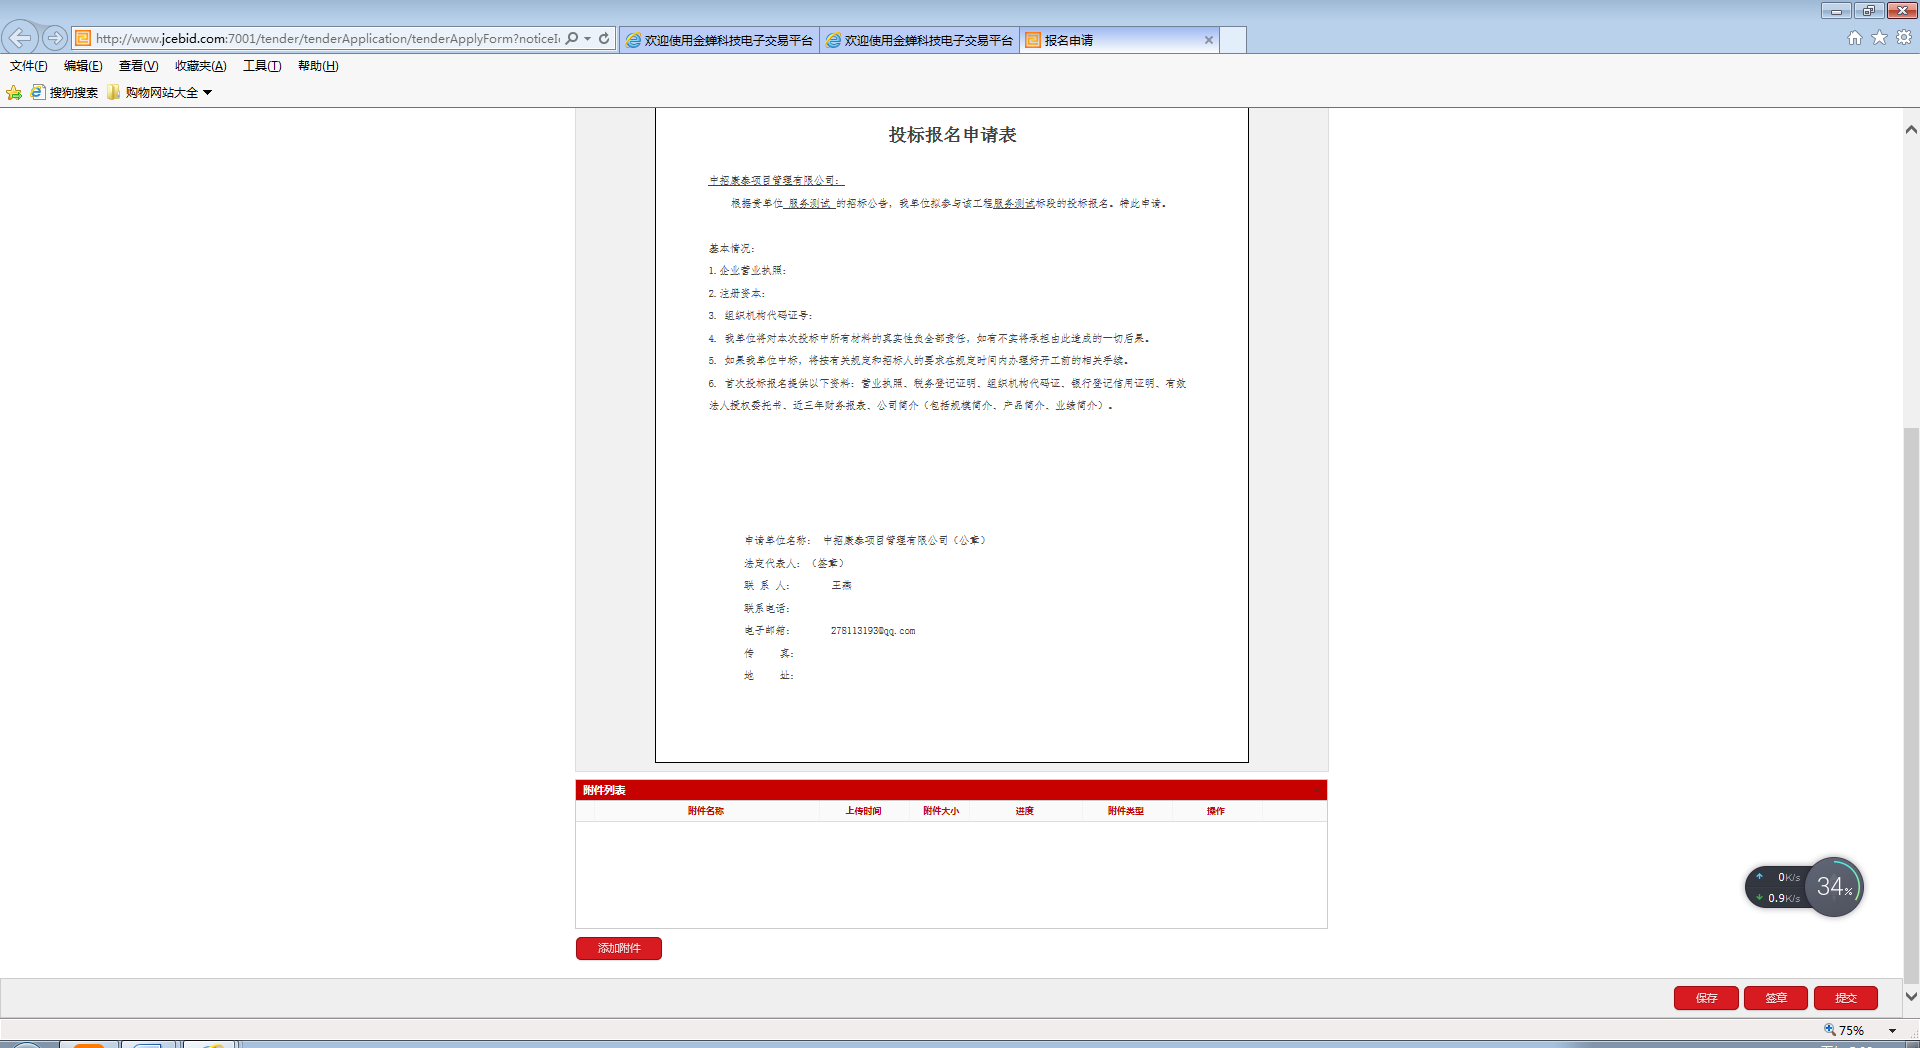 http://www.jcebid.com:7001/tender/tenderApplication/tenderApplyForm?noticeI
欢迎使用金蝉科技电子交易平台
欢迎使用金蝉科技电子交易平台
报名申请
文件(F) 编辑(E) 查看(V) 收藏夹(A) 工具(T) 帮助(H)
搜狗搜索 购物网站大全
投标报名申请表
中招康泰项目管理有限公司：
根据贵单位 服务测试 的招标公告，我单位拟参与该工程服务测试标段的投标报名。特此申请。
基本情况：
1.企业营业执照：
2.注册资本：
3. 组织机构代码证号：
4. 我单位将对本次投标中所有材料的真实性负全部责任，如有不实将承担由此造成的一切后果。
5. 如果我单位中标，将按有关规定和招标人的要求在规定时间内办理好开工前的相关手续。
6. 首次投标报名提供以下资料：营业执照、税务登记证明、组织机构代码证、银行登记信用证明、有效
法人授权委托书、近三年财务报表、公司简介（包括规模简介、产品简介、业绩简介）。
申请单位名称： 中招康泰项目管理有限公司（公章）
法定代表人：（签章）
联 系 人： 王燕
联系电话：
电子邮箱： 278113193@qq.com
传 真：
地 址：
附件列表
附件名称 上传时间 附件大小 进度 附件类型 操作
添加附件
0K/s
0.9K/s
34%
保存 签章 提交
75%